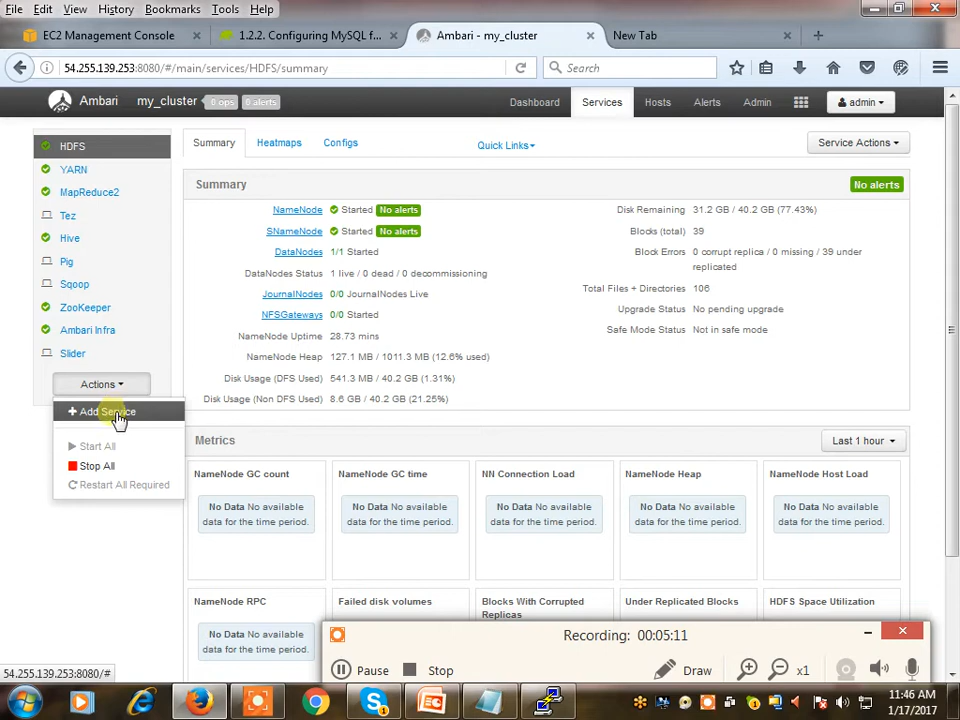 File Edit View History Bookmarks Tools Help
EC2 Management Console × 1.2.2. Configuring MySQL f... × Ambari - my_cluster × New Tab × +
54.255.139.253:8080/#/main/services/HDFS/summary Search
Ambari my_cluster 0 ops 0 alerts Dashboard Services Hosts Alerts Admin admin
HDFS
YARN
MapReduce2
Tez
Hive
Pig
Sqoop
ZooKeeper
Ambari Infra
Slider
Actions
+ Add Service
Start All
Stop All
Restart All Required
Summary Heatmaps Configs Quick Links Service Actions
Summary No alerts
NameNode Started No alerts
SNameNode Started No alerts
DataNodes 1/1 Started
DataNodes Status 1 live / 0 dead / 0 decommissioning
JournalNodes 0/0 JournalNodes Live
NFSGateways 0/0 Started
NameNode Uptime 28.73 mins
NameNode Heap 127.1 MB / 1011.3 MB (12.6% used)
Disk Usage (DFS Used) 541.3 MB / 40.2 GB (1.31%)
Disk Usage (Non DFS Used) 8.6 GB / 40.2 GB (21.25%)
Disk Remaining 31.2 GB / 40.2 GB (77.43%)
Blocks (total) 39
Block Errors 0 corrupt replica / 0 missing / 39 under
replicated
Total Files + Directories 106
Upgrade Status No pending upgrade
Safe Mode Status Not in safe mode
Metrics Last 1 hour
NameNode GC count
No Data No available
data for the time period.
NameNode GC time
No Data No available
data for the time period.
NN Connection Load
No Data No available
data for the time period.
NameNode Heap
No Data No available
data for the time period.
NameNode Host Load
No Data No available
data for the time period.
NameNode RPC
No Data No available
data for the time period.
Failed disk volumes
Blocks With Corrupted
Replicas
Under Replicated Blocks
HDFS Space Utilization
Recording: 00:05:11
Pause Stop Draw x1
54.255.139.253:8080/#
11:46 AM
1/17/2017